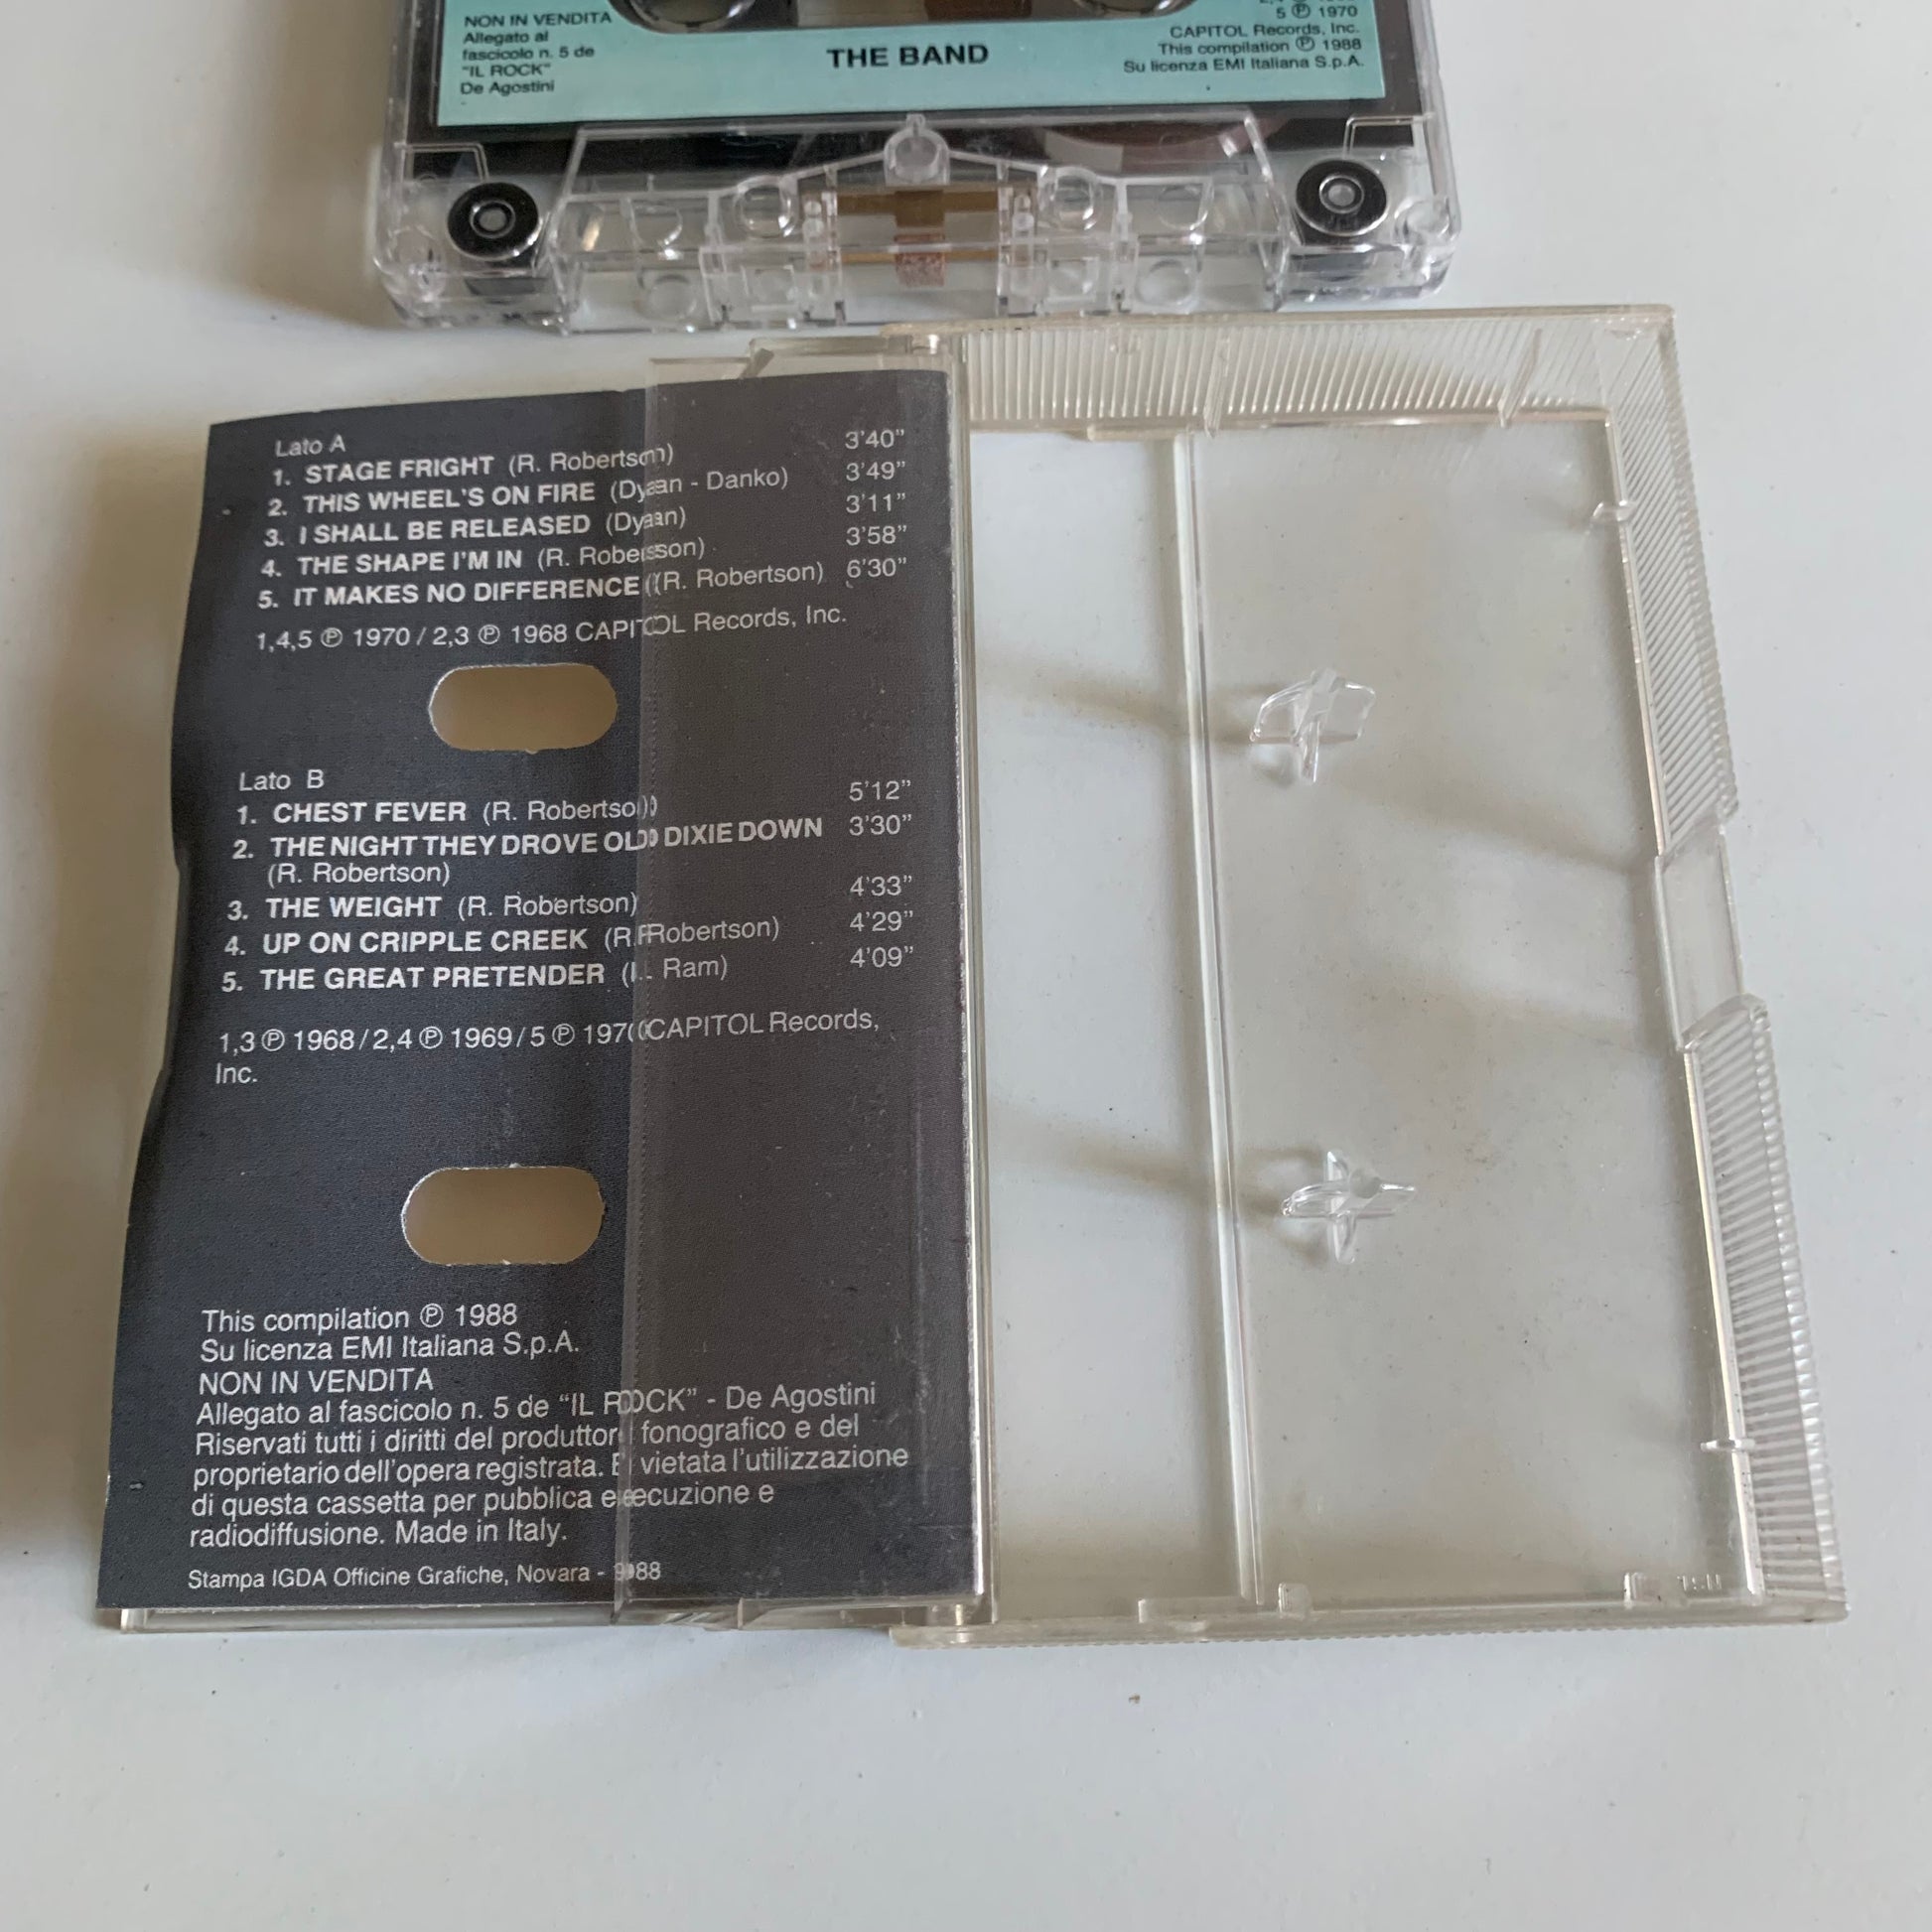 NON IN VENDITA
Allegato al
fascicolo n. 5 de
"IL ROCK"
De Agostini
THE BAND
5 ℗ 1970
CAPITOL Records, Inc.
This compilation ℗ 1988
Su licenza EMI Italiana S.p.A.
Lato A
1. STAGE FRIGHT (R. Robertson) 3'40"
2. THIS WHEEL'S ON FIRE (Dylan - Danko) 3'49"
3. I SHALL BE RELEASED (Dylan) 3'11"
4. THE SHAPE I'M IN (R. Robertson) 3'58"
5. IT MAKES NO DIFFERENCE (R. Robertson) 6'30"
1,4,5 ℗ 1970 / 2,3 ℗ 1968 CAPITOL Records, Inc.
Lato B
1. CHEST FEVER (R. Robertson) 5'12"
2. THE NIGHT THEY DROVE OLD DIXIE DOWN 3'30"
(R. Robertson)
3. THE WEIGHT (R. Robertson) 4'33"
4. UP ON CRIPPLE CREEK (R. Robertson) 4'29"
5. THE GREAT PRETENDER Ram) 4'09"
1,3 ℗ 1968/2,4 ℗ 1969/5 ℗ 1970 CAPITOL Records,
Inc.
This compilation ℗ 1988
Su licenza EMI Italiana S.p.A.
NON IN VENDITA
Allegato al fascicolo n. 5 de "IL ROCK" - De Agostini
Riservati tutti i diritti del produttore fonografico e del
proprietario dell'opera registrata. È vietata l'utilizzazione
di questa cassetta per pubblica esecuzione e
radiodiffusione. Made in Italy.
Stampa IGDA Officine Grafiche, Novara - 1988